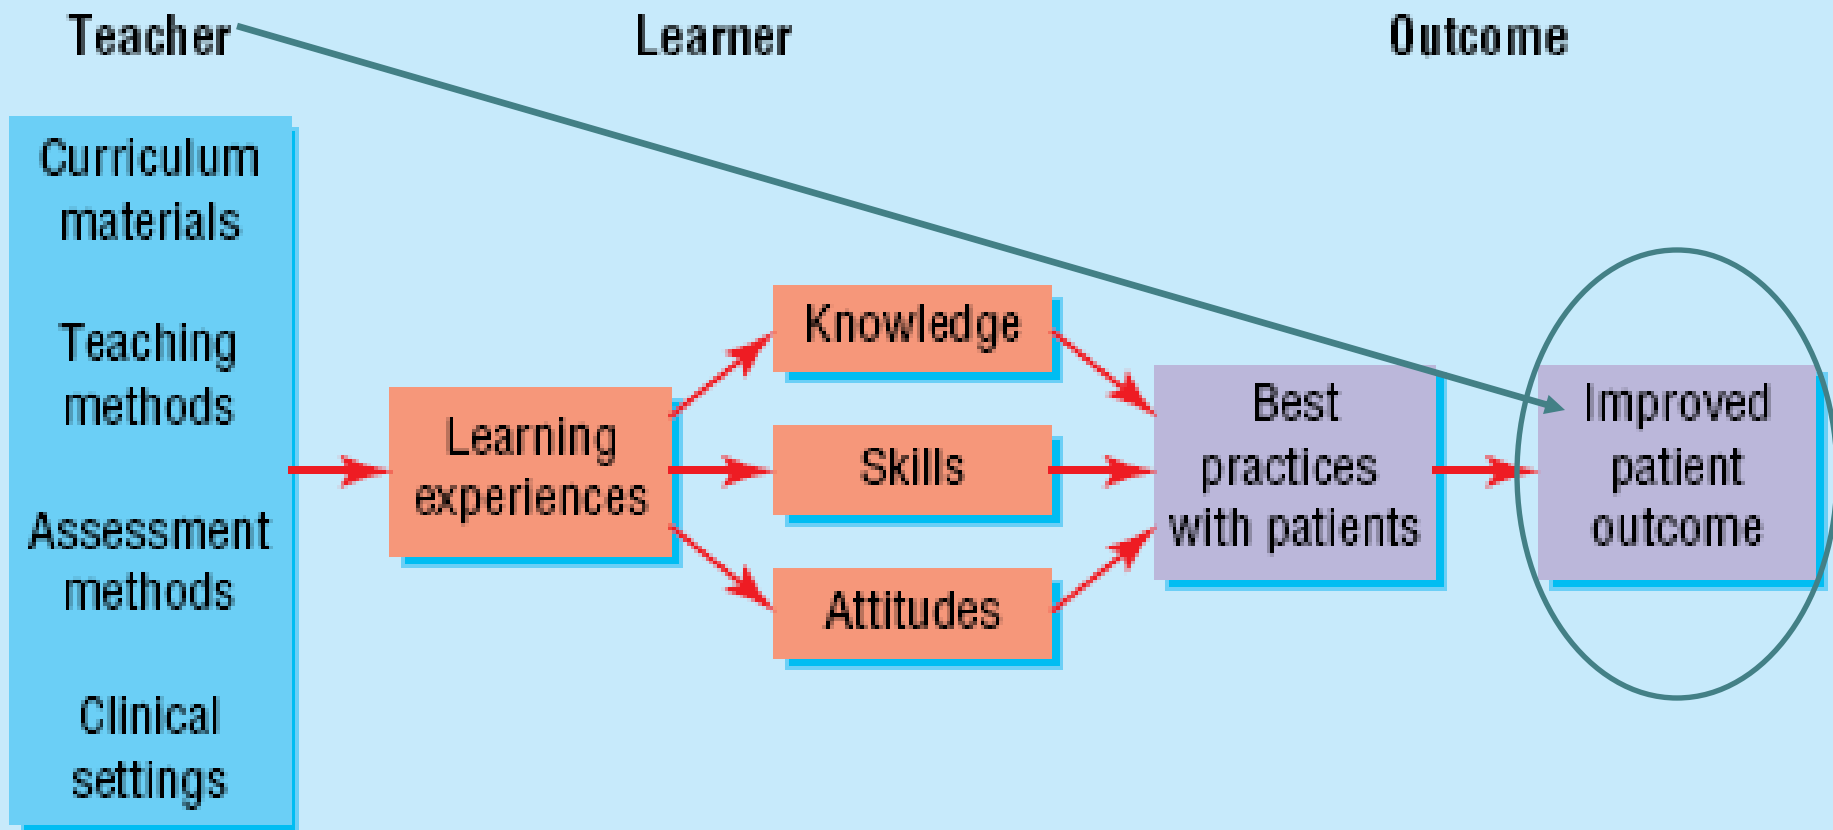 Teacher
Learner
Outcome
Curriculum
materials
Teaching
methods
Assessment
methods
Clinical
settings
Learning
experiences
Knowledge
Skills
Attitudes
Best
practices
with patients
Improved
patient
outcome